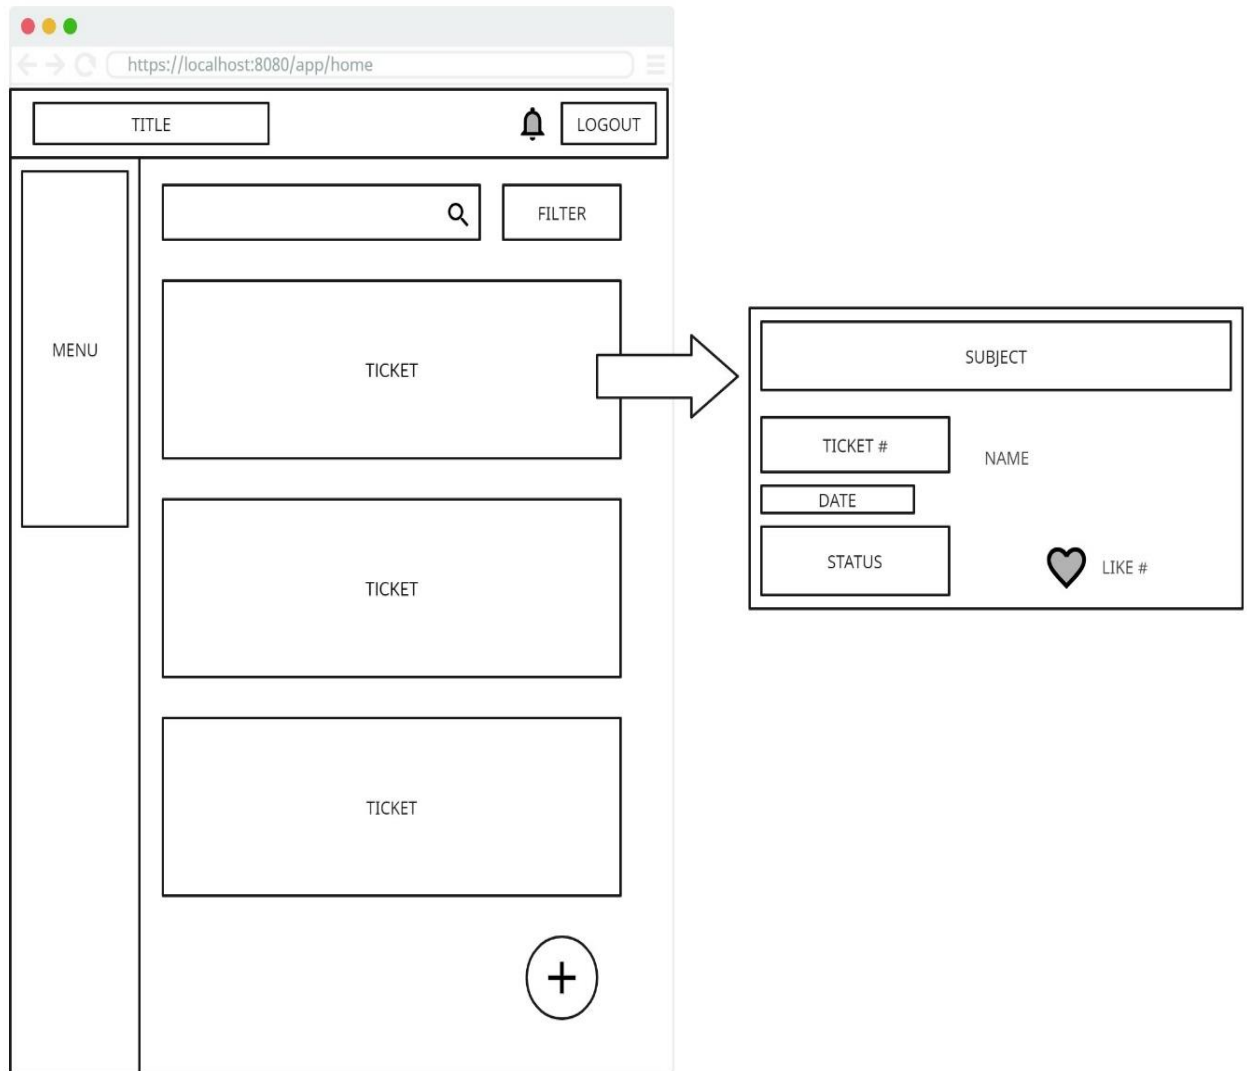 https://localhost:8080/app/home
TITLE
LOGOUT
MENU
FILTER
TICKET
TICKET
TICKET
SUBJECT
TICKET #
NAME
DATE
STATUS
LIKE #